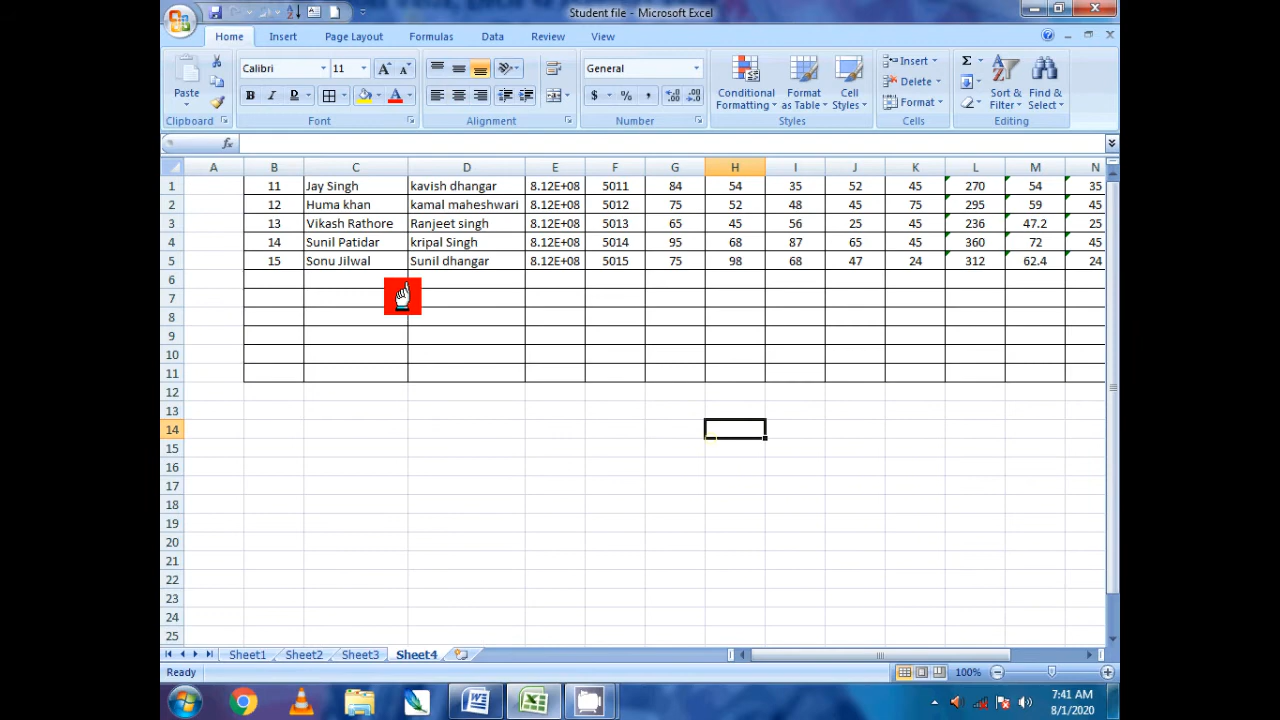 Student file - Microsoft Excel
Home Insert Page Layout Formulas Data Review View
Paste
Calibri 11
General
Conditional Formatting
Format as Table
Cell Styles
Insert
Delete
Format
Sort & Filter
Find & Select
Clipboard Font Alignment Number Styles Cells Editing
A B C D E F G H I J K L M N
1 11 Jay Singh kavish dhangar 8.12E+08 5011 84 54 35 52 45 270 54 35
2 12 Huma khan kamal maheshwari 8.12E+08 5012 75 52 48 45 75 295 59 45
3 13 Vikash Rathore Ranjeet singh 8.12E+08 5013 65 45 56 25 45 236 47.2 25
4 14 Sunil Patidar kripal Singh 8.12E+08 5014 95 68 87 65 45 360 72 45
5 15 Sonu Jilwal Sunil dhangar 8.12E+08 5015 75 98 68 47 24 312 62.4 24
6
7
8
9
10
11
12
13
14
15
16
17
18
19
20
21
22
23
24
25
Sheet1 Sheet2 Sheet3 Sheet4
Ready 100%
7:41 AM
8/1/2020